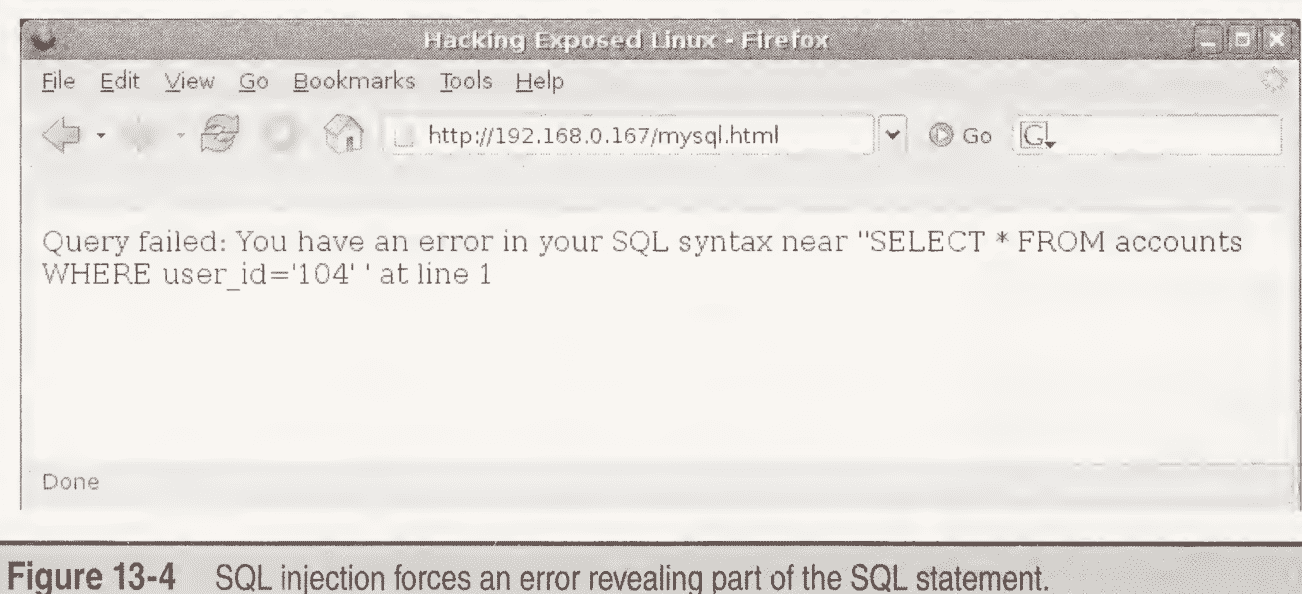 Hacking Exposed Linux - Firefox
File Edit View Go Bookmarks Tools Help
http://192.168.0.167/mysql.html Go G
Query failed: You have an error in your SQL syntax near "SELECT * FROM accounts
WHERE user_id='104' ' at line 1
Done
Figure 13-4 SQL injection forces an error revealing part of the SQL statement.